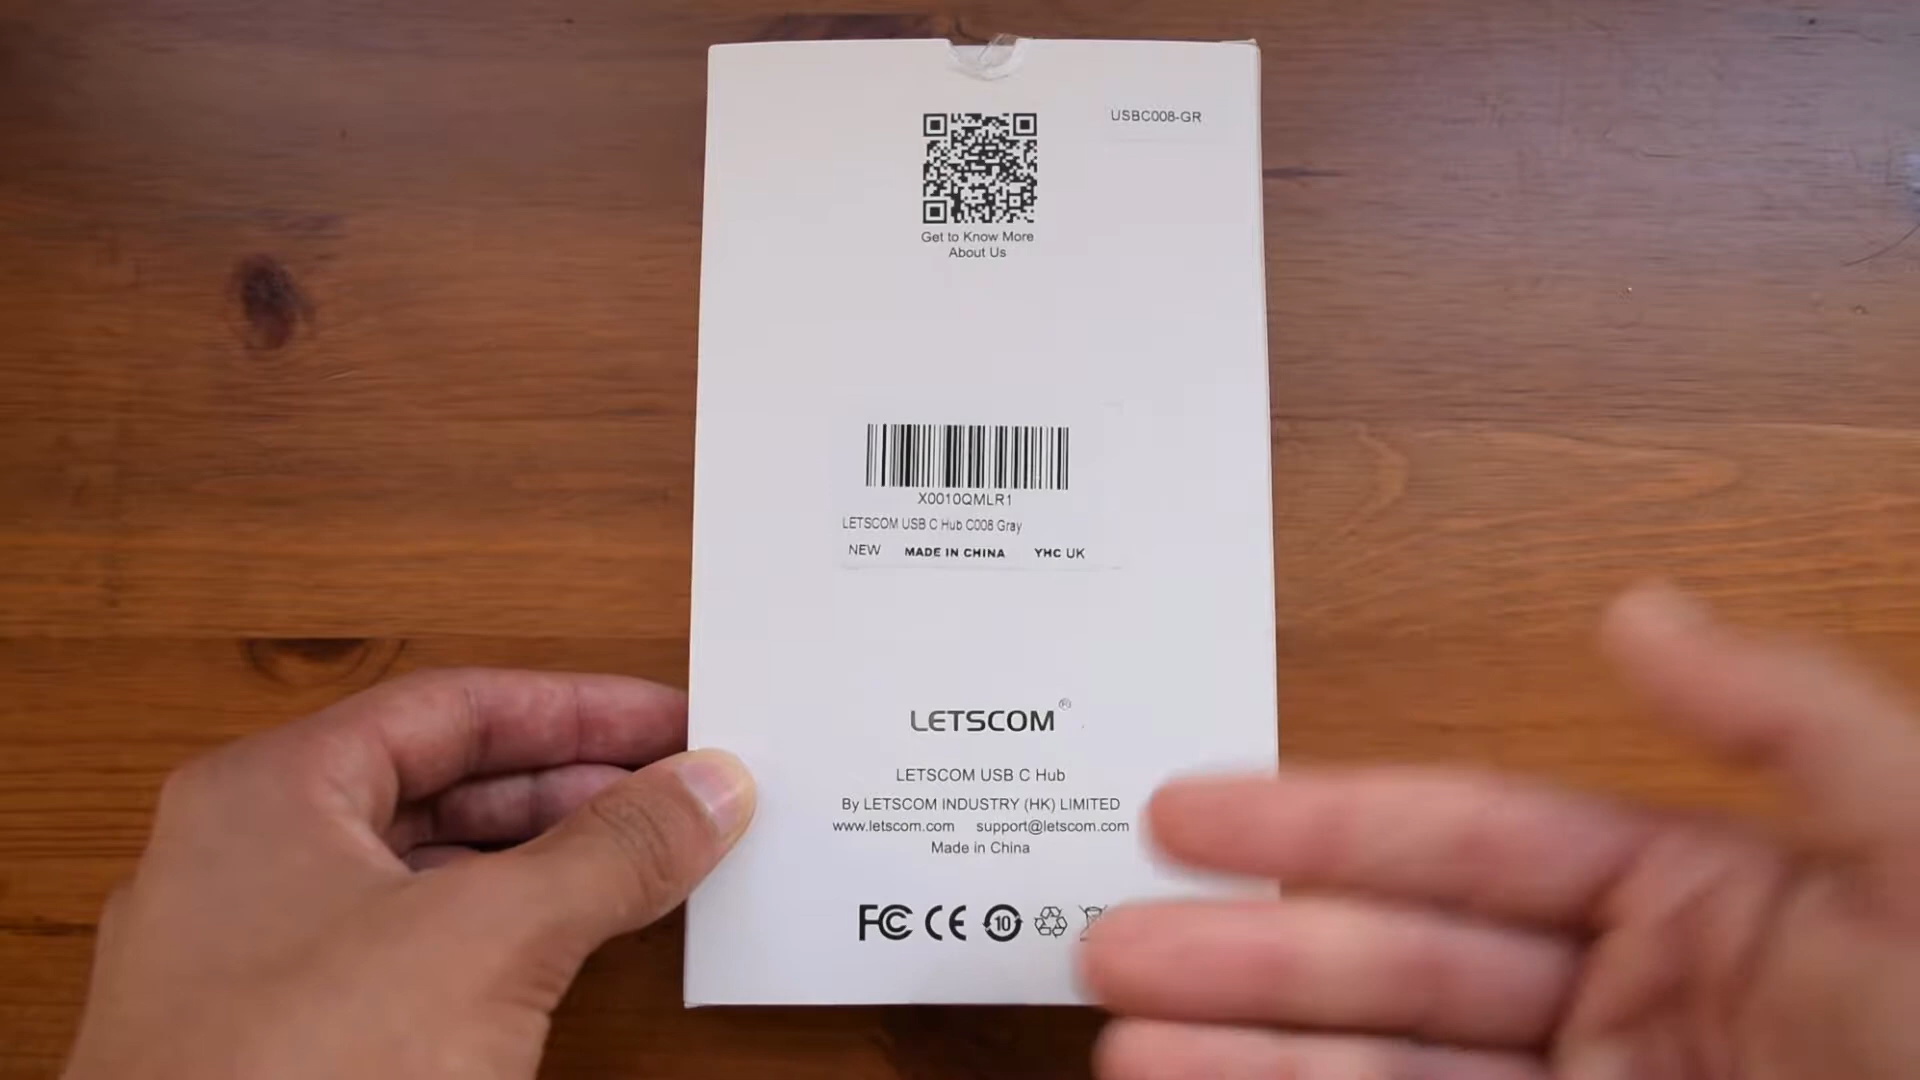 USBC008-GR
Get to Know More
About Us
X0010QMLR1
LETSCOM USB C Hub C008 Gray
NEW MADE IN CHINA YHC UK
LETSCOM®
LETSCOM USB C Hub
By LETSCOM INDUSTRY (HK) LIMITED
www.letscom.com support@letscom.com
Made in China
FC CE 10